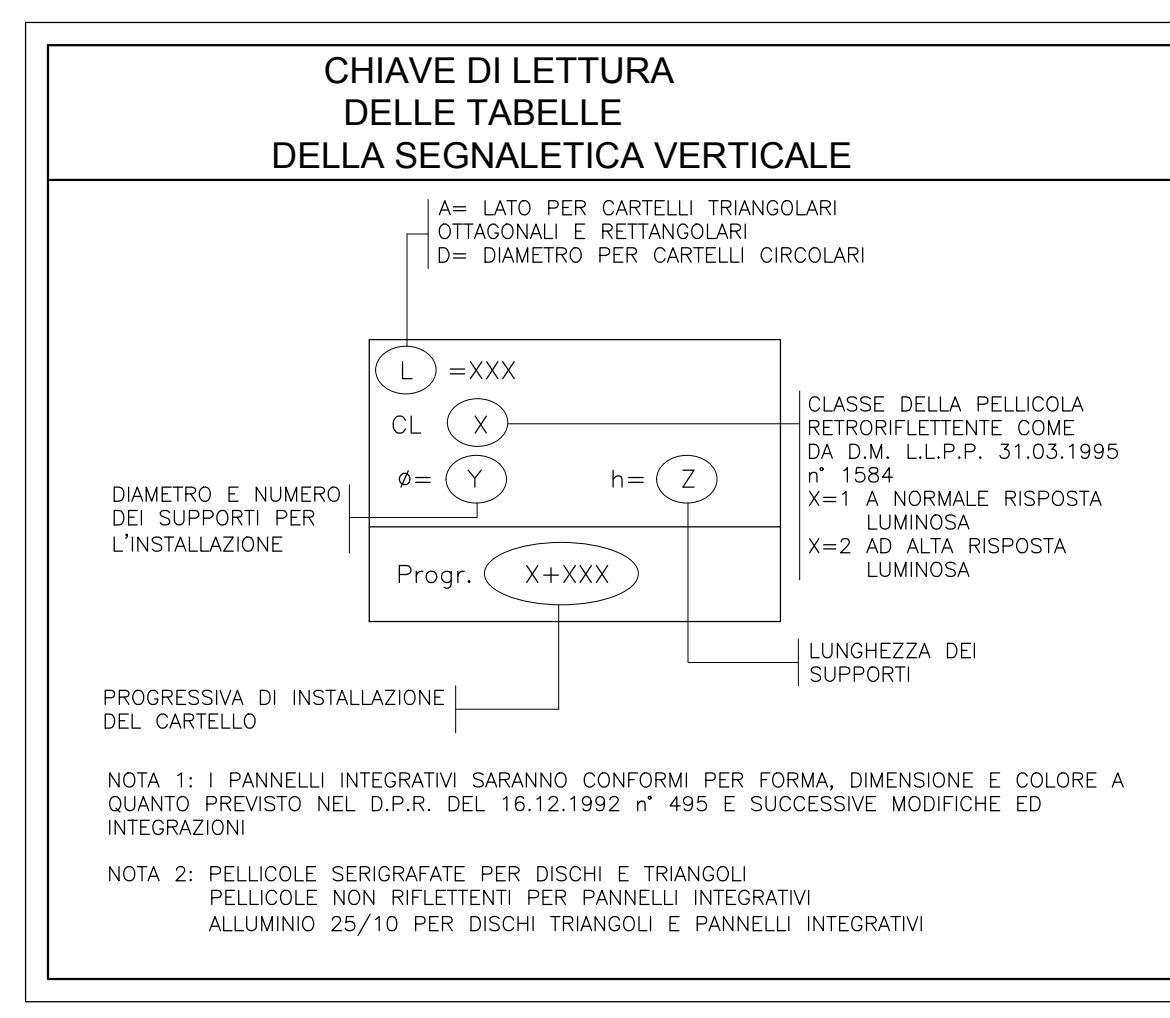 CHIAVE DI LETTURA
DELLE TABELLE
DELLA SEGNALETICA VERTICALE
A= LATO PER CARTELLI TRIANGOLARI
OTTAGONALI E RETTANGOLARI
D= DIAMETRO PER CARTELLI CIRCOLARI
L =XXX
CL X
ø= Y h= Z
Progr. X+XXX
CLASSE DELLA PELLICOLA
RETRORIFLETTENTE COME
DA D.M. L.L.P.P. 31.03.1995
n° 1584
X=1 A NORMALE RISPOSTA
LUMINOSA
X=2 AD ALTA RISPOSTA
LUMINOSA
DIAMETRO E NUMERO
DEI SUPPORTI PER
L'INSTALLAZIONE
LUNGHEZZA DEI
SUPPORTI
PROGRESSIVA DI INSTALLAZIONE
DEL CARTELLO
NOTA 1: I PANNELLI INTEGRATIVI SARANNO CONFORMI PER FORMA, DIMENSIONE E COLORE A
QUANTO PREVISTO NEL D.P.R. DEL 16.12.1992 n° 495 E SUCCESSIVE MODIFICHE ED
INTEGRAZIONI
NOTA 2: PELLICOLE SERIGRAFATE PER DISCHI E TRIANGOLI
PELLICOLE NON RIFLETTENTI PER PANNELLI INTEGRATIVI
ALLUMINIO 25/10 PER DISCHI TRIANGOLI E PANNELLI INTEGRATIVI